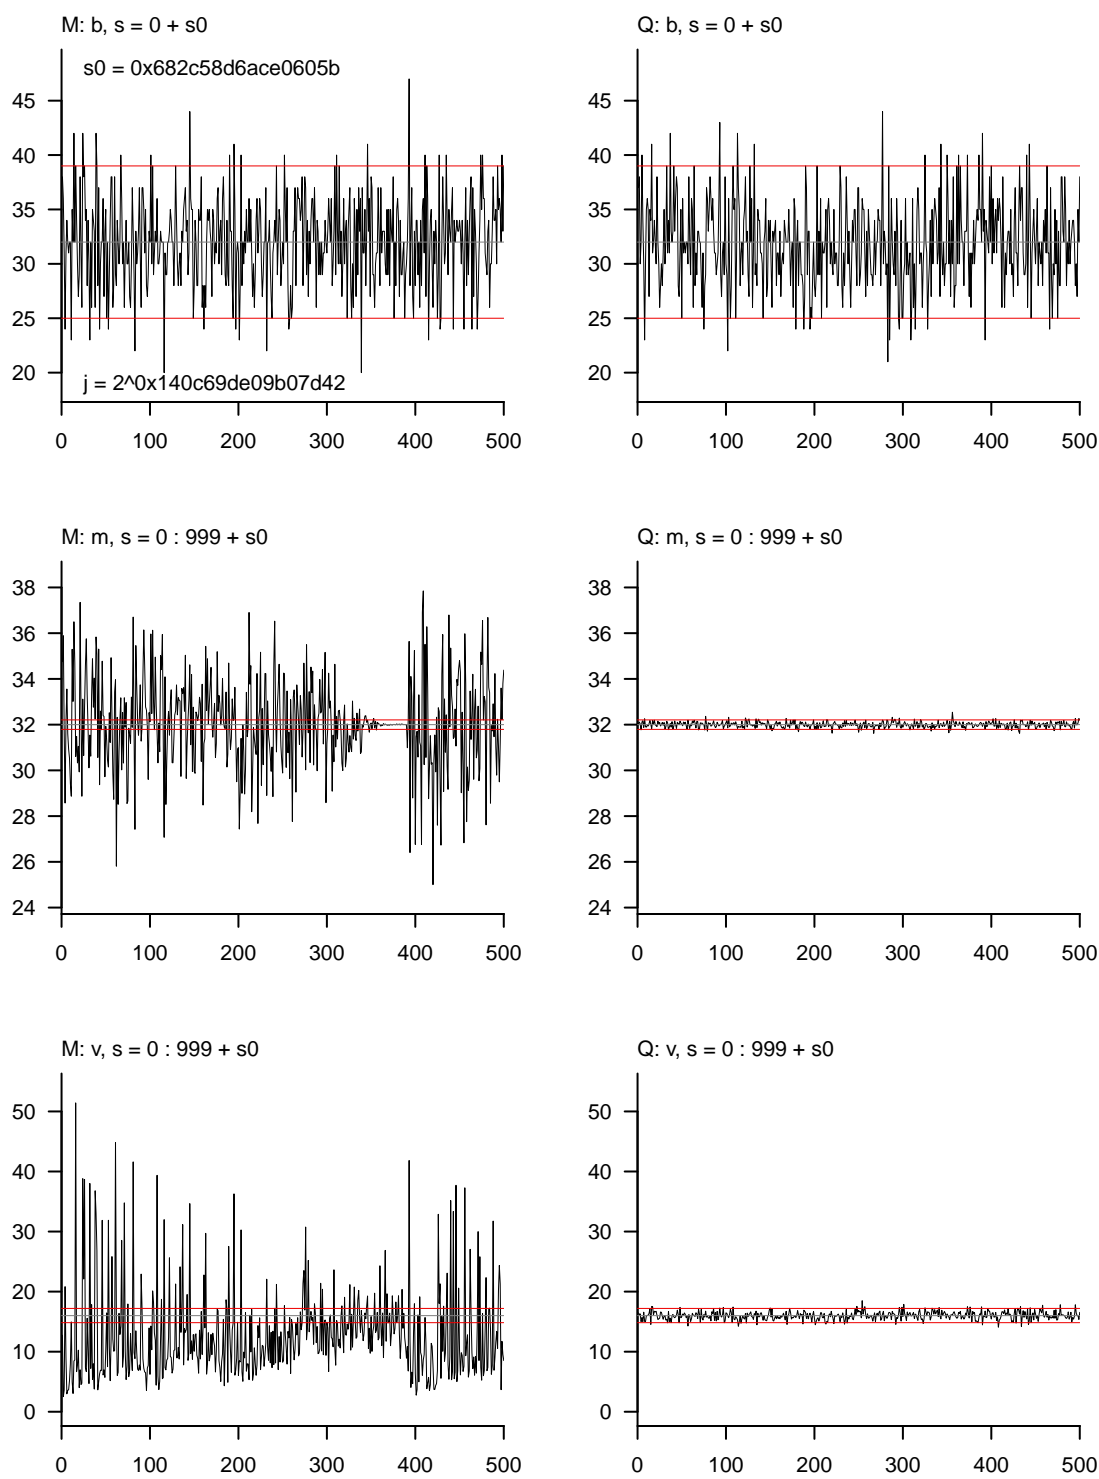 M: b, s = 0 + s0
s0 = 0x682c58d6ace0605b
45
40
35
30
25
20
j = 2^0x140c69de09b07d42
0 100 200 300 400 500
Q: b, s = 0 + s0
45
40
35
30
25
20
0 100 200 300 400 500
M: m, s = 0 : 999 + s0
38
36
34
32
30
28
26
24
0 100 200 300 400 500
Q: m, s = 0 : 999 + s0
38
36
34
32
30
28
26
24
0 100 200 300 400 500
M: v, s = 0 : 999 + s0
50
40
30
20
10
0
0 100 200 300 400 500
Q: v, s = 0 : 999 + s0
50
40
30
20
10
0
0 100 200 300 400 500